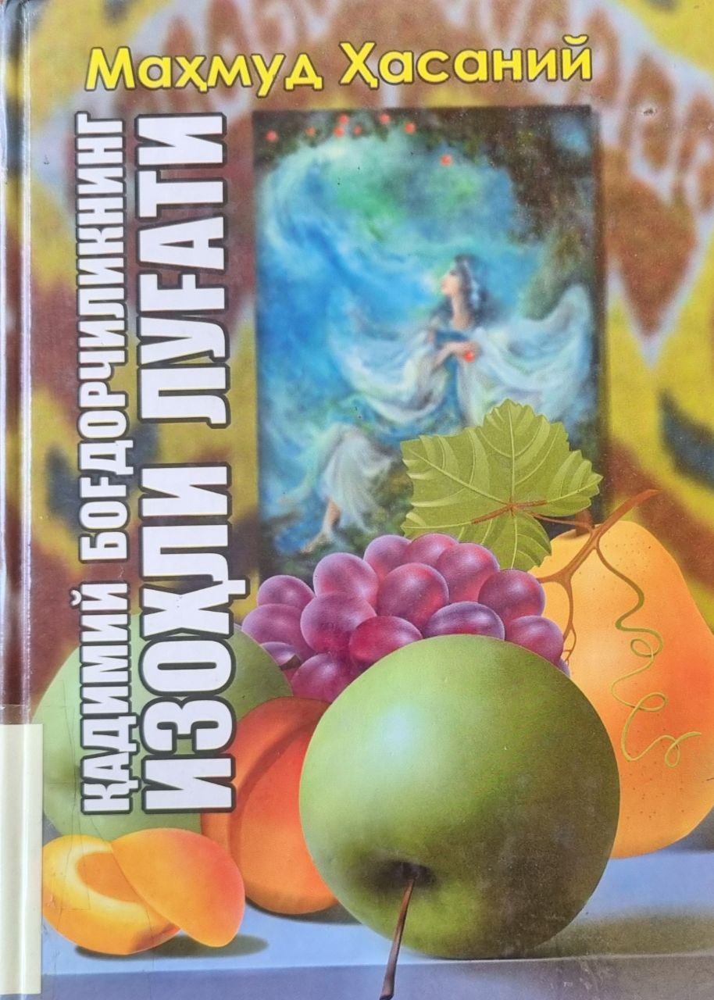 Маҳмуд Ҳасаний
ҚАДИМИЙ БОҒДОРЧИЛИКНИНГ
ИЗОҲЛИ ЛУҒАТИ